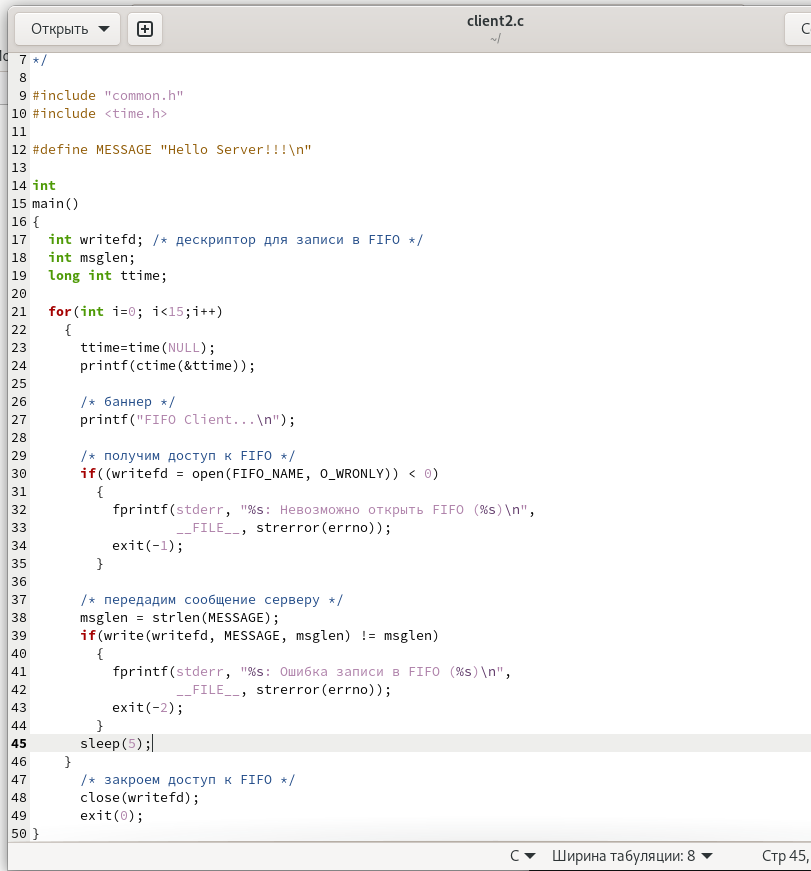 Открыть
client2.c
~/
7 */
8
9 #include "common.h"
10 #include <time.h>
11
12 #define MESSAGE "Hello Server!!!\n"
13
14 int
15 main()
16 {
17   int writefd; /* дескриптор для записи в FIFO */
18   int msglen;
19   long int ttime;
20
21   for(int i=0; i<15;i++)
22     {
23       ttime=time(NULL);
24       printf(ctime(&ttime));
25
26       /* баннер */
27       printf("FIFO Client...\n");
28
29       /* получим доступ к FIFO */
30       if((writefd = open(FIFO_NAME, O_WRONLY)) < 0)
31         {
32           fprintf(stderr, "%s: Невозможно открыть FIFO (%s)\n",
33                   __FILE__, strerror(errno));
34           exit(-1);
35         }
36
37       /* передадим сообщение серверу */
38       msglen = strlen(MESSAGE);
39       if(write(writefd, MESSAGE, msglen) != msglen)
40         {
41           fprintf(stderr, "%s: Ошибка записи в FIFO (%s)\n",
42                   __FILE__, strerror(errno));
43           exit(-2);
44         }
45       sleep(5);
46     }
47       /* закроем доступ к FIFO */
48       close(writefd);
49       exit(0);
50 }
C Ширина табуляции: 8 Стр 45,